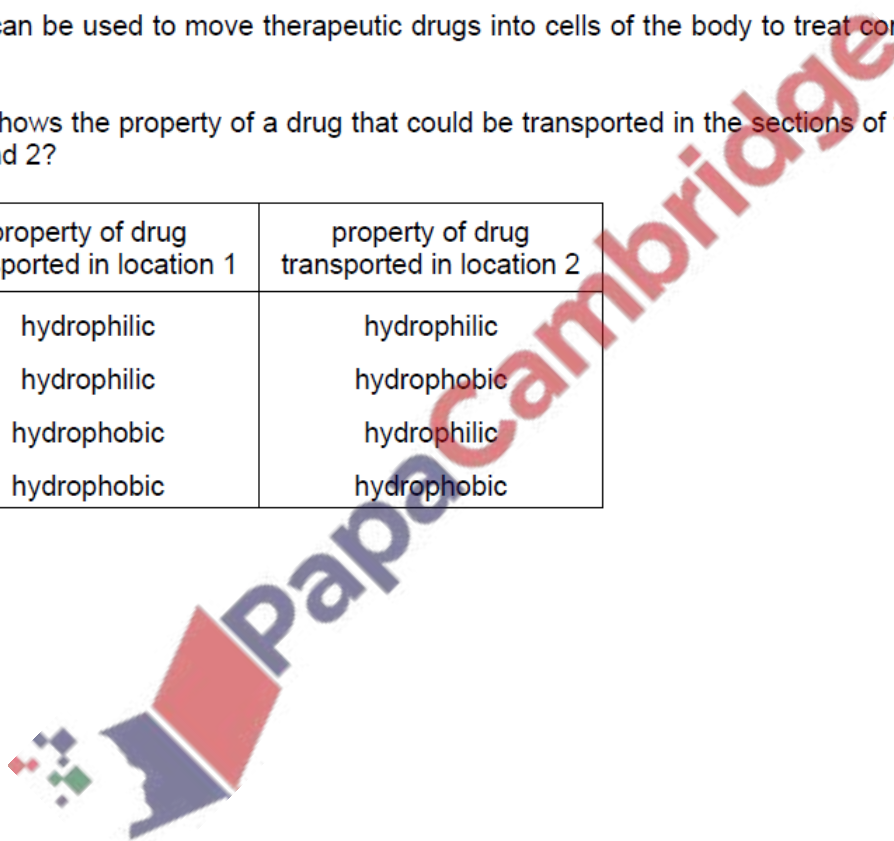 can be used to move therapeutic drugs into cells of the body to treat
hows the property of a drug that could be transported in the sections of
d 2?
property of drug
ported in location 1
property of drug
transported in location 2
hydrophilic hydrophilic
hydrophilic hydrophobic
hydrophobic hydrophilic
hydrophobic hydrophobic
PapaCambridge